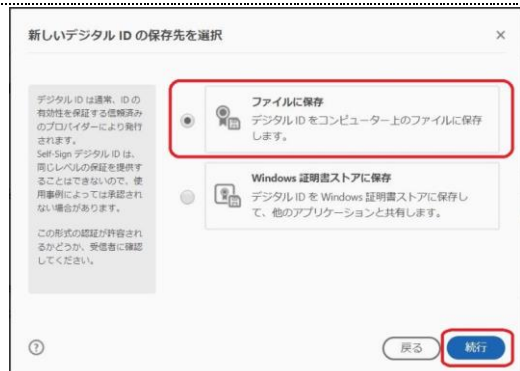 新しいデジタル ID の保存先を選択
デジタル ID は通常、ID の
有効性を保証する信頼済み
のプロバイダーにより発行
されます。
Self-Sign デジタル ID は、
同じレベルの保証を提供す
ることはできないので、使
用事例によっては承認され
ない場合があります。
この形式の認証が許容され
るかどうか、受信者に確認
してください。
ファイルに保存
デジタル ID をコンピューター上のファイルに保存
します。
Windows 証明書ストアに保存
デジタル ID を Windows 証明書ストアに保存し
て、他のアプリケーションと共有します。
戻る
続行